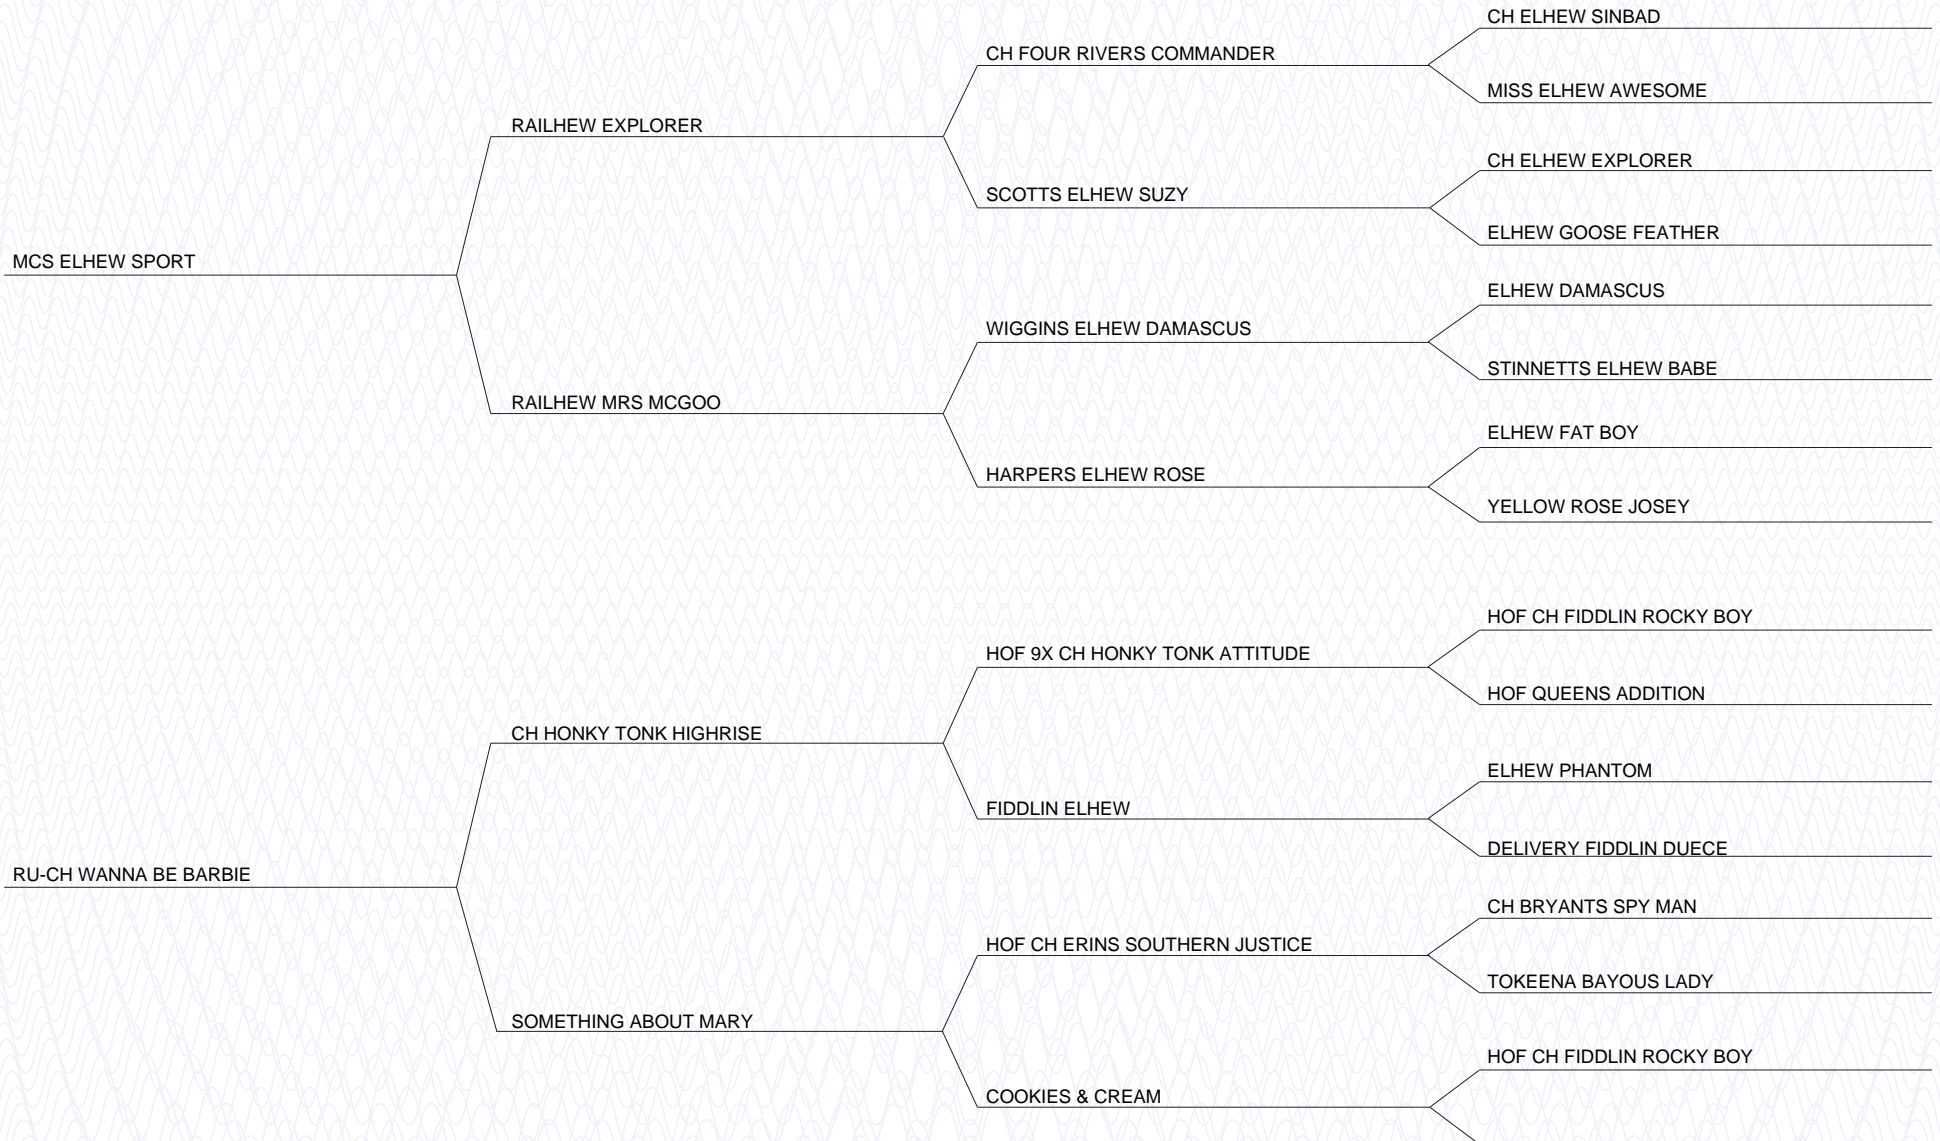 CH ELHEW SINBAD
CH FOUR RIVERS COMMANDER
MISS ELHEW AWESOME
RAILHEW EXPLORER
CH ELHEW EXPLORER
SCOTTS ELHEW SUZY
ELHEW GOOSE FEATHER
MCS ELHEW SPORT
ELHEW DAMASCUS
WIGGINS ELHEW DAMASCUS
STINNETTS ELHEW BABE
RAILHEW MRS MCGOO
ELHEW FAT BOY
HARPERS ELHEW ROSE
YELLOW ROSE JOSEY
HOF CH FIDDLIN ROCKY BOY
HOF 9X CH HONKY TONK ATTITUDE
HOF QUEENS ADDITION
CH HONKY TONK HIGHRISE
ELHEW PHANTOM
FIDDLIN ELHEW
DELIVERY FIDDLIN DUECE
RU-CH WANNA BE BARBIE
CH BRYANTS SPY MAN
HOF CH ERINS SOUTHERN JUSTICE
TOKEENA BAYOUS LADY
SOMETHING ABOUT MARY
HOF CH FIDDLIN ROCKY BOY
COOKIES & CREAM